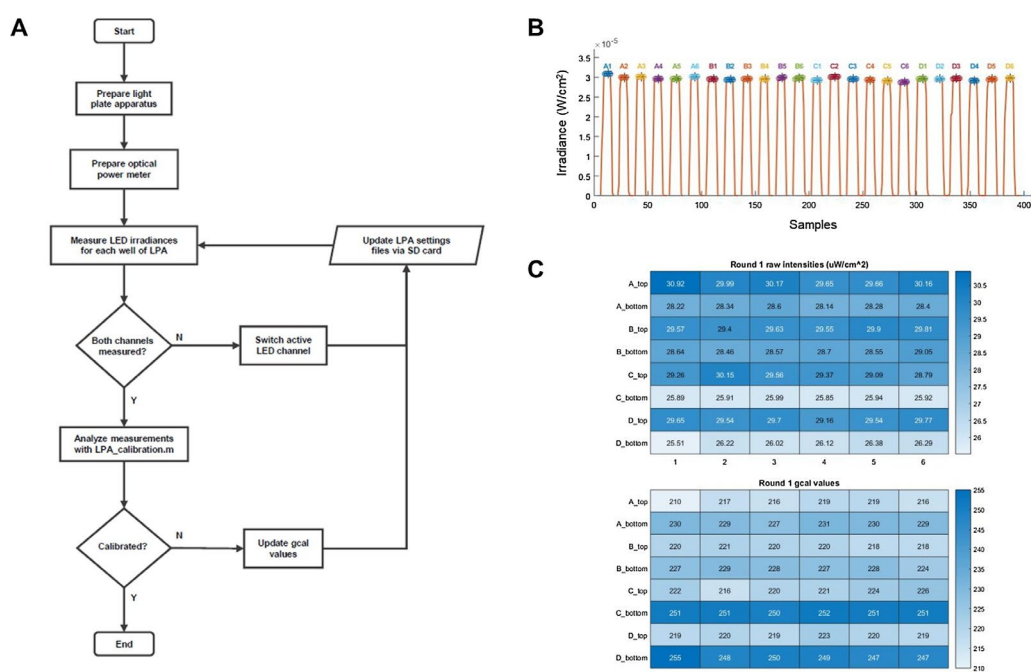 A
Start
Prepare light
plate apparatus
Prepare optical
power meter
Measure LED irradiances
for each well of LPA
Update LPA settings
files via SD card
Both channels
measured?
N
Switch active
LED channel
Y
Analyze measurements
with LPA_calibration.m
Calibrated?
N
Update gcal
values
Y
End
B
×10⁻⁵
A1 A2 A3 A4 A5 A6 B1 B2 B3 B4 B5 B6 C1 C2 C3 C4 C5 C6 D1 D2 D3 D4 D5 D6
Irradiance (W/cm²)
4
3.5
3
2.5
2
1.5
1
0.5
0
0 50 100 150 200 250 300 350 400
Samples
C
Round 1 raw intensities (uW/cm^2)
A_top 30.92 29.99 30.17 29.65 29.66 30.16
A_bottom 28.22 28.34 28.6 28.14 28.28 28.4
B_top 29.57 29.4 29.63 29.55 29.9 29.81
B_bottom 28.64 28.46 28.57 28.7 28.55 29.05
C_top 29.26 30.15 29.56 29.37 29.09 28.79
C_bottom 25.89 25.91 25.99 25.85 25.94 25.92
D_top 29.65 29.54 29.7 29.16 29.54 29.77
D_bottom 25.51 26.22 26.02 26.12 26.38 26.29
1 2 3 4 5 6
30.5
30
29.5
29
28.5
28
27.5
27
26.5
26
Round 1 gcal values
A_top 210 217 216 219 219 216
A_bottom 230 229 227 231 230 229
B_top 220 221 220 220 218 218
B_bottom 227 229 228 227 228 224
C_top 222 216 220 221 224 226
C_bottom 251 251 250 252 251 251
D_top 219 220 219 223 220 219
D_bottom 255 248 250 249 247 247
255
250
245
240
235
230
225
220
215
210